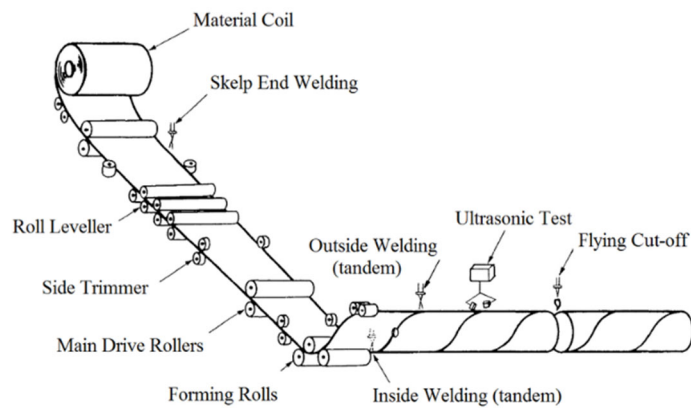 Material Coil
Skelp End Welding
Roll Leveller
Ultrasonic Test
Outside Welding
(tandem)
Flying Cut-off
Side Trimmer
Main Drive Rollers
Forming Rolls
Inside Welding (tandem)